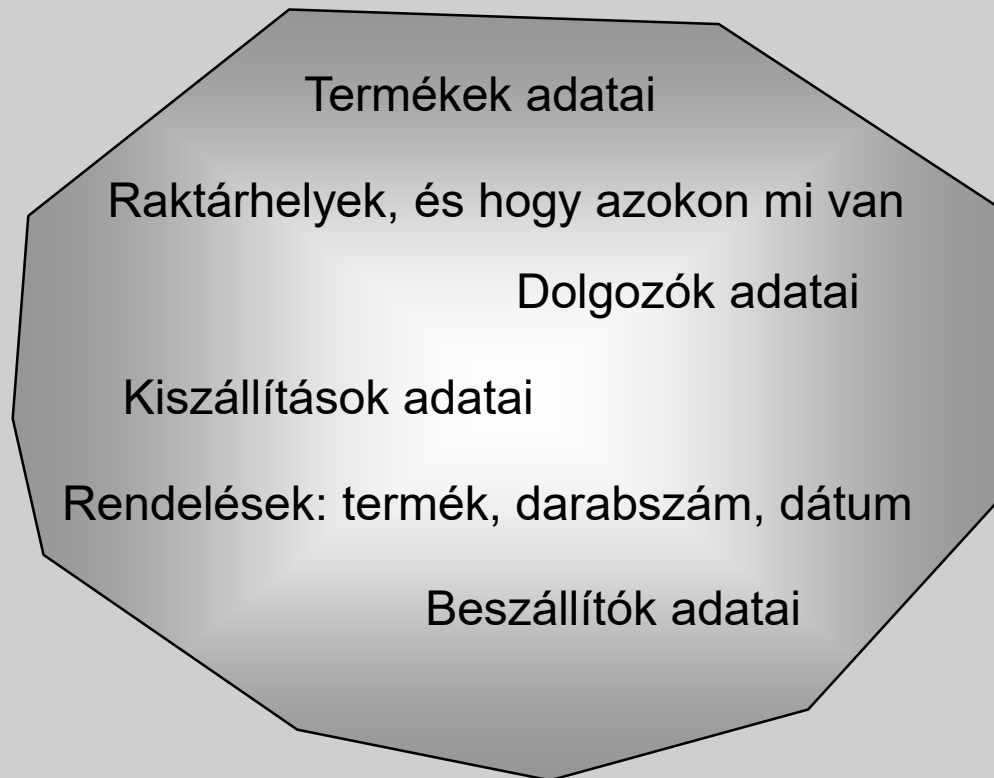 Termékek adatai
Raktárhelyek, és hogy azokon mi van
Dolgozók adatai
Kiszállítások adatai
Rendelések: termék, darabszám, dátum
Beszállítók adatai